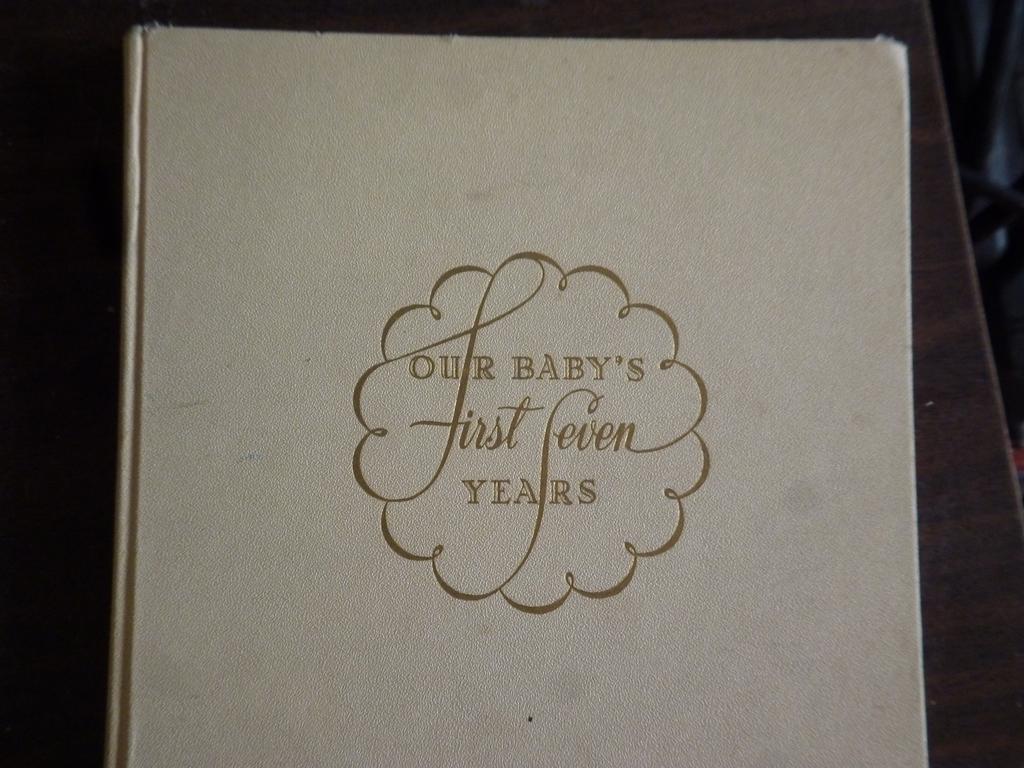 OUR BABY'S
First Seven
YEARS